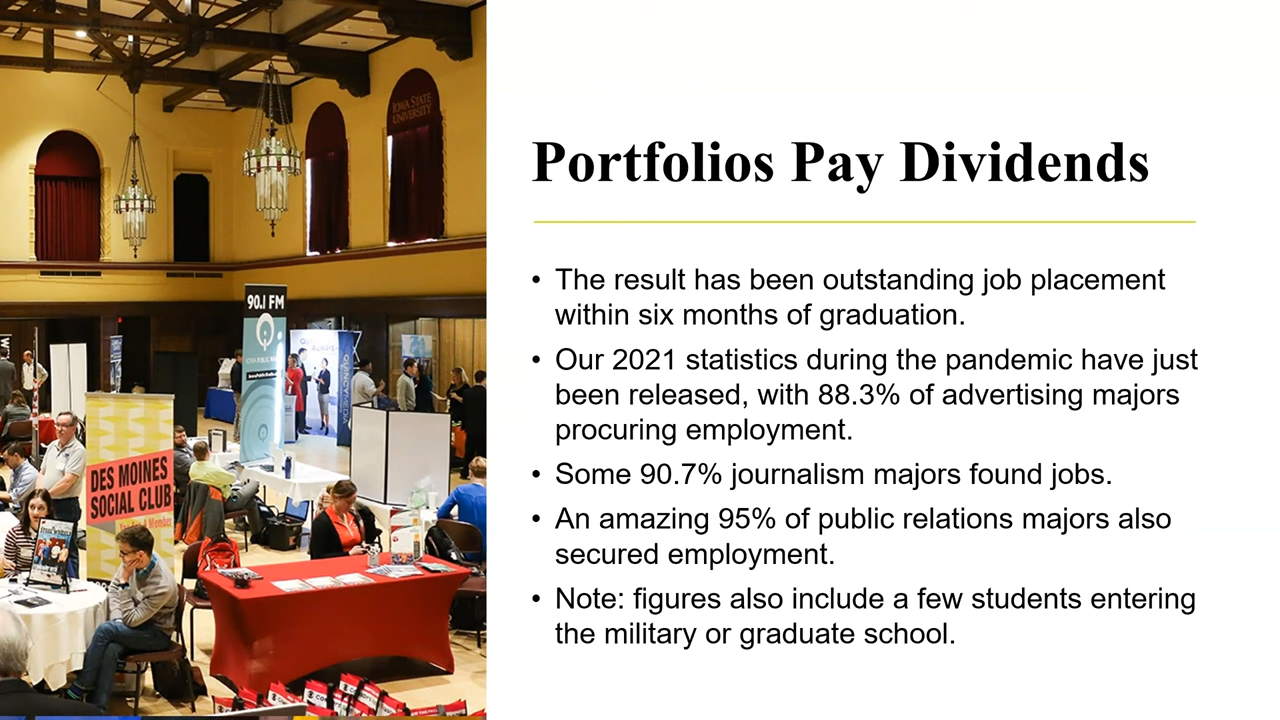 Portfolios Pay Dividends
• The result has been outstanding job placement
within six months of graduation.
• Our 2021 statistics during the pandemic have just
been released, with 88.3% of advertising majors
procuring employment.
• Some 90.7% journalism majors found jobs.
• An amazing 95% of public relations majors also
secured employment.
• Note: figures also include a few students entering
the military or graduate school.
IOWA STATE
UNIVERSITY
90.1 FM
DES MOINES
SOCIAL CLUB